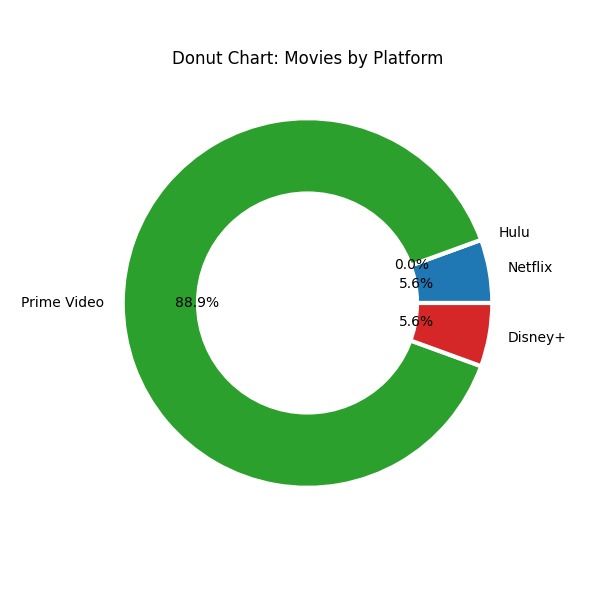 Donut Chart: Movies by Platform
Hulu
0.0%
Netflix
5.6%
Prime Video
88.9%
5.6%
Disney+